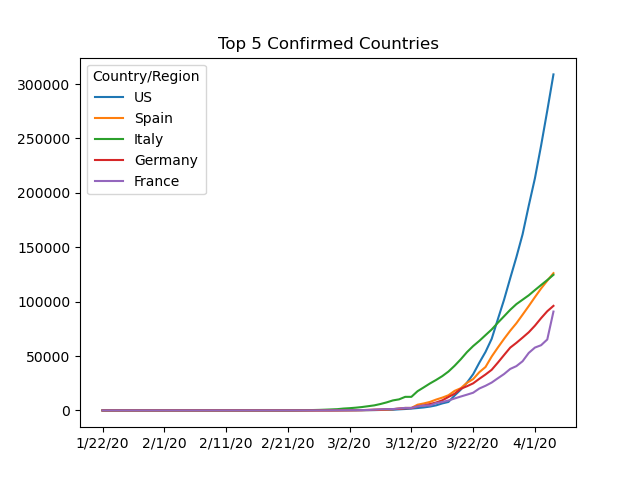 Top 5 Confirmed Countries
Country/Region
US
Spain
Italy
Germany
France
300000
250000
200000
150000
100000
50000
0
1/22/20 2/1/20 2/11/20 2/21/20 3/2/20 3/12/20 3/22/20 4/1/20